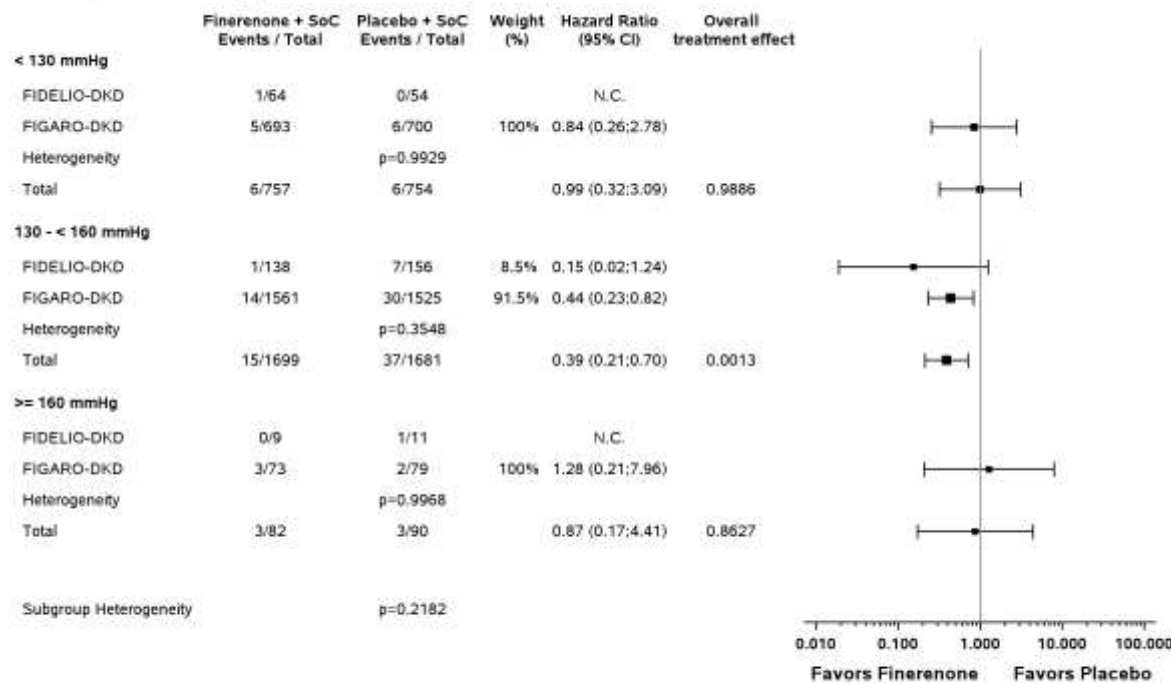 Finerenone + SoC Placebo + SoC Weight Hazard Ratio Overall
Events / Total Events / Total (%) (95% CI) treatment effect
< 130 mmHg
FIDELIO-DKD 1/64 0/54 N.C.
FIGARO-DKD 5/693 6/700 100% 0.84 (0.26;2.78)
Heterogeneity p=0.9929
Total 6/757 6/754 0.99 (0.32;3.09) 0.9886
130 - < 160 mmHg
FIDELIO-DKD 1/138 7/156 8.5% 0.15 (0.02;1.24)
FIGARO-DKD 14/1561 30/1525 91.5% 0.44 (0.23;0.82)
Heterogeneity p=0.3548
Total 15/1699 37/1681 0.39 (0.21;0.70) 0.0013
>= 160 mmHg
FIDELIO-DKD 0/9 1/11 N.C.
FIGARO-DKD 3/73 2/79 100% 1.28 (0.21;7.96)
Heterogeneity p=0.9968
Total 3/82 3/90 0.87 (0.17;4.41) 0.8627
Subgroup Heterogeneity p=0.2182
0.010 0.100 1.000 10.000 100.000
Favors Finerenone Favors Placebo